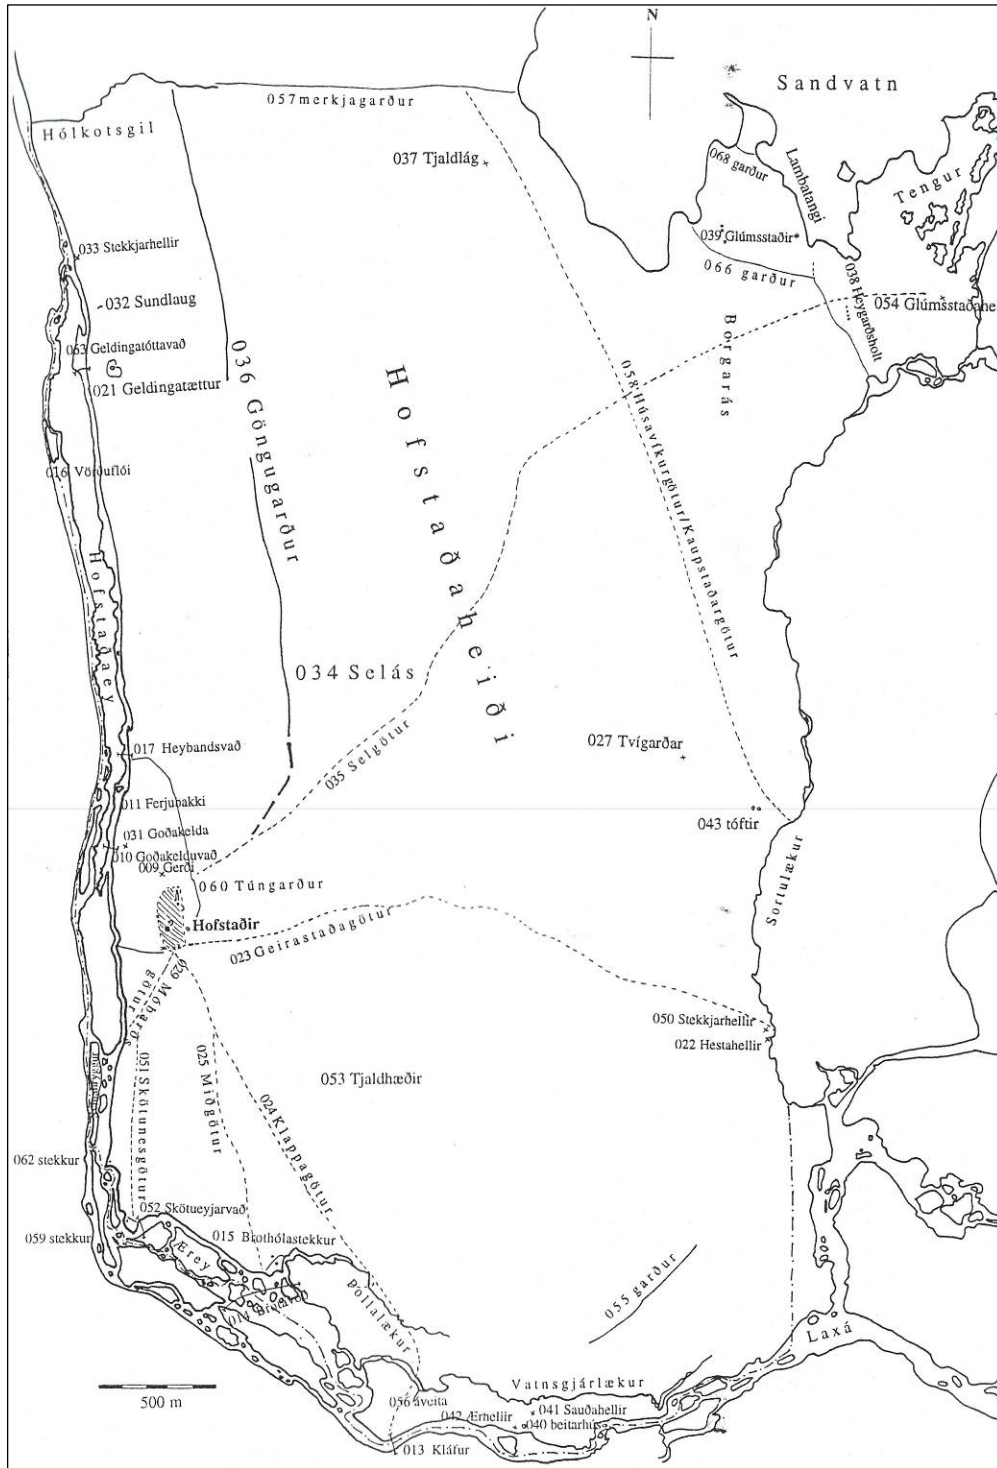 N
Sandvatn
057 merkjagarður
Hólkotsgil
037 Tjaldlág
068 garður
Lambatangi
Tengur
039 Glúmsstaðir
033 Stekkjarhellir
066 garður
038 Heygarðsholt
032 Sundlaug
054 Glúmsstaðahe
Borgarás
063 Geldingatóttavað
021 Geldingatættur
036 Göngugarður
Hofstaðaheiði
058 Húsavíkurgötur/Kaupstaðargötur
016 Vörðuflói
Hofstaðaey
034 Selás
035 Selgötur
017 Heybandsvað
027 Tvígarðar
011 Ferjubakki
043 tóftir
031 Goðakelda
010 Goðakelduvað
009 Gerði
060 Túngarður
Sortulækur
Hofstaðir
023 Geirastaðagötur
029 Móbarðs
götur
050 Stekkjarhellir
022 Hestahellir
051 Skötunesgötur
025 Miðgötur
024 Klappagötur
053 Tjaldhæðir
062 stekkur
052 Skötueyjarvað
059 stekkur
015 Brothólastekkur
Ærey
Þollalækur
055 garður
Laxá
500 m
Vatnsgjárlækur
056 áveita
041 Sauðahellir
042 Ærhellir
040 beitarhús
013 Kláfur